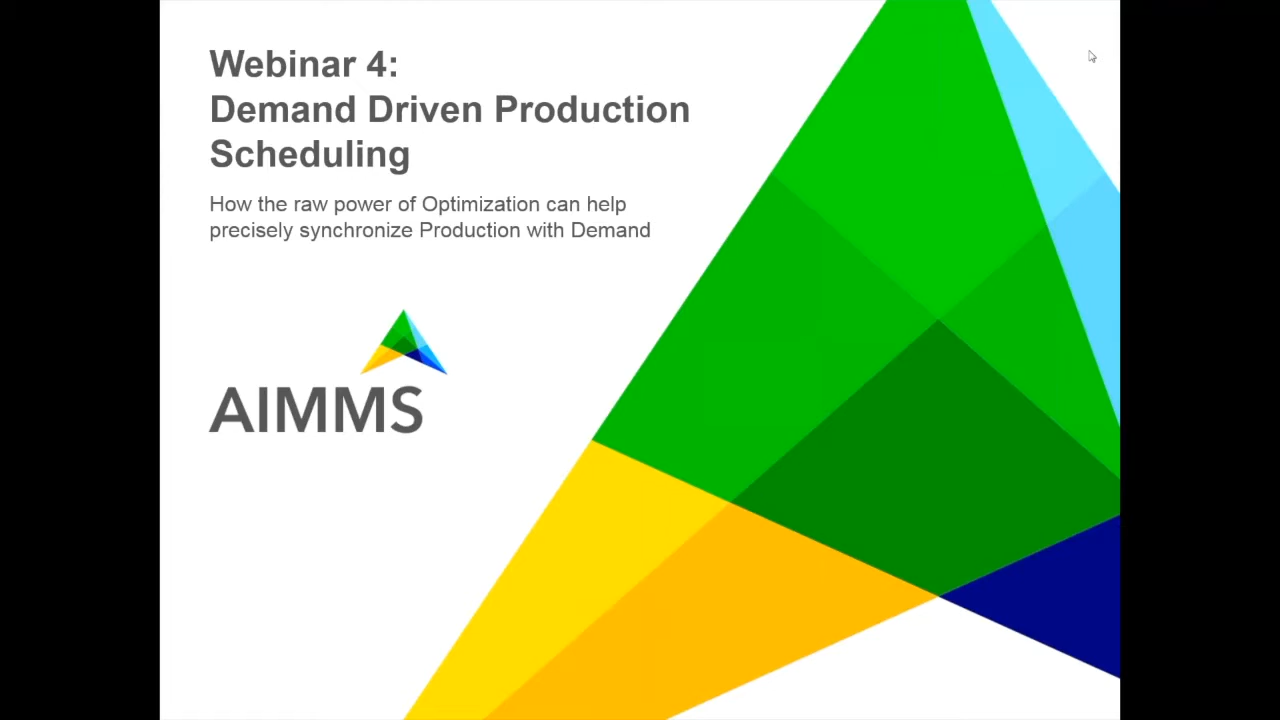 Webinar 4:
Demand Driven Production
Scheduling
How the raw power of Optimization can help
precisely synchronize Production with Demand
AIMMS